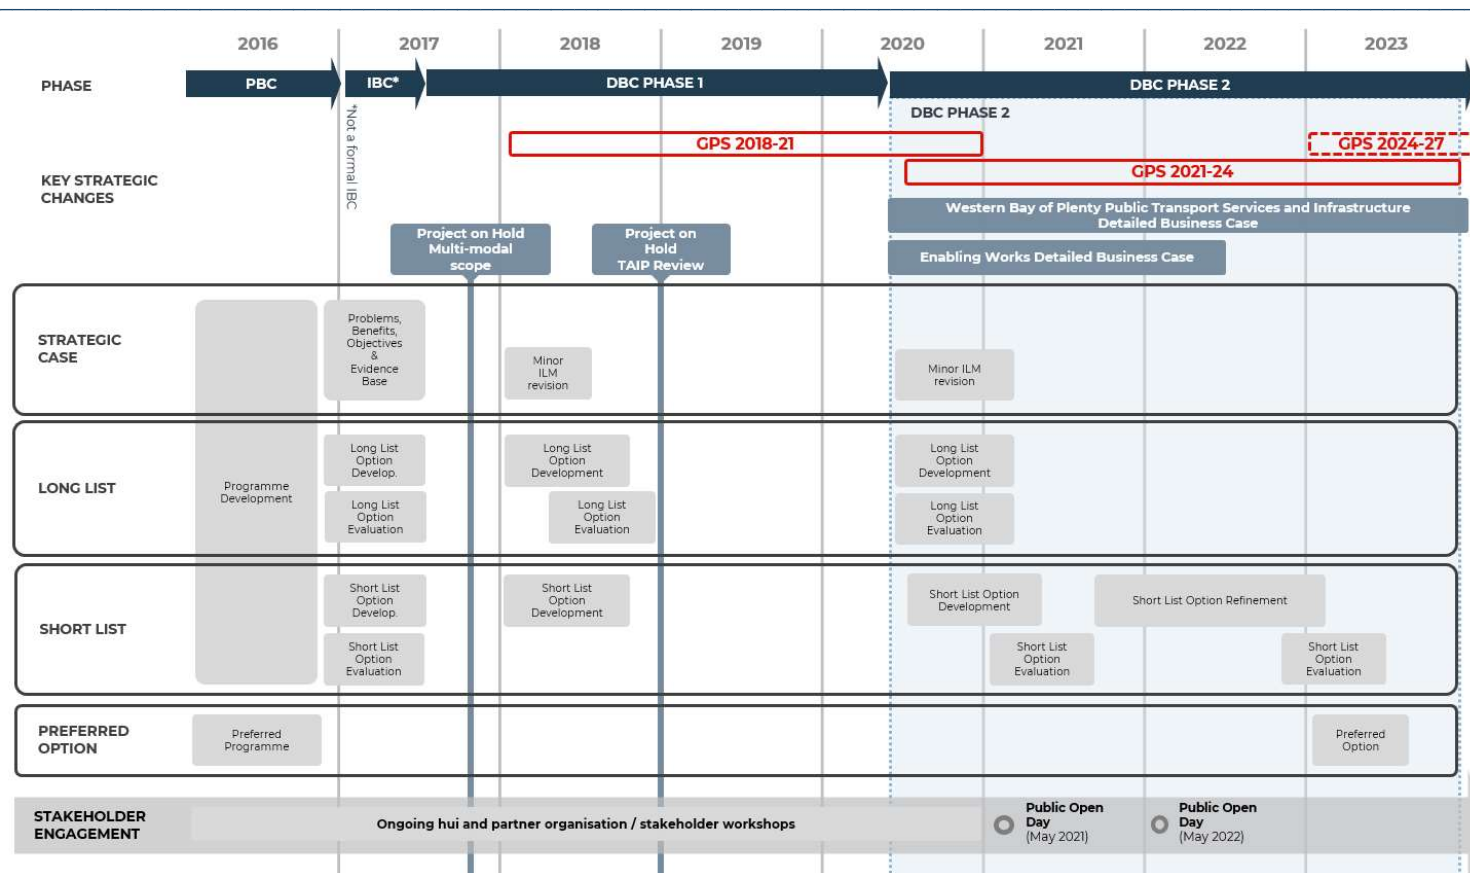 2016 2017 2018 2019 2020 2021 2022 2023
PHASE
PBC
IBC*
DBC PHASE 1
DBC PHASE 2
*Not a formal IBC
DBC PHASE 2
KEY STRATEGIC
CHANGES
GPS 2018-21
GPS 2024-27
GPS 2021-24
Western Bay of Plenty Public Transport Services and Infrastructure
Detailed Business Case
Enabling Works Detailed Business Case
Project on Hold
Multi-modal
scope
Project on
Hold
TAIP Review
STRATEGIC
CASE
Problems,
Benefits,
Objectives
&
Evidence
Base
Minor
ILM
revision
Minor ILM
revision
LONG LIST
Programme
Development
Long List
Option
Develop.
Long List
Option
Evaluation
Long List
Option
Development
Long List
Option
Evaluation
Long List
Option
Development
Long List
Option
Evaluation
SHORT LIST
Short List
Option
Develop.
Short List
Option
Evaluation
Short List
Option
Development
Short List Option
Development
Short List
Option
Evaluation
Short List Option Refinement
Short List
Option
Evaluation
PREFERRED
OPTION
Preferred
Programme
Preferred
Option
STAKEHOLDER
ENGAGEMENT
Ongoing hui and partner organisation / stakeholder workshops
Public Open
Day
(May 2021)
Public Open
Day
(May 2022)